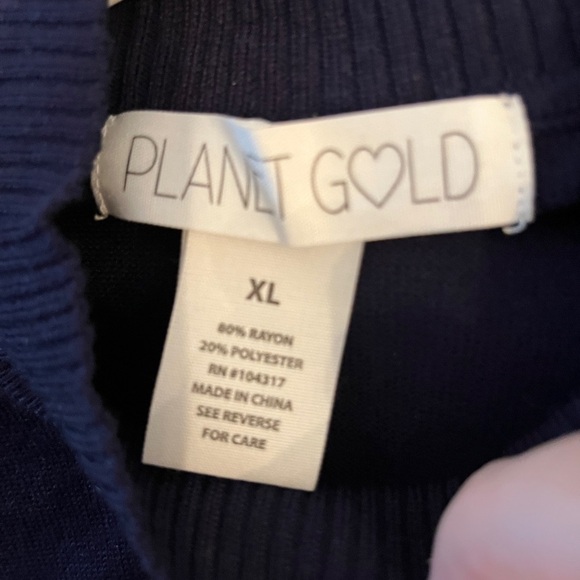 PLANET GOLD
XL
80% RAYON
20% POLYESTER
RN #104317
MADE IN CHINA
SEE REVERSE
FOR CARE